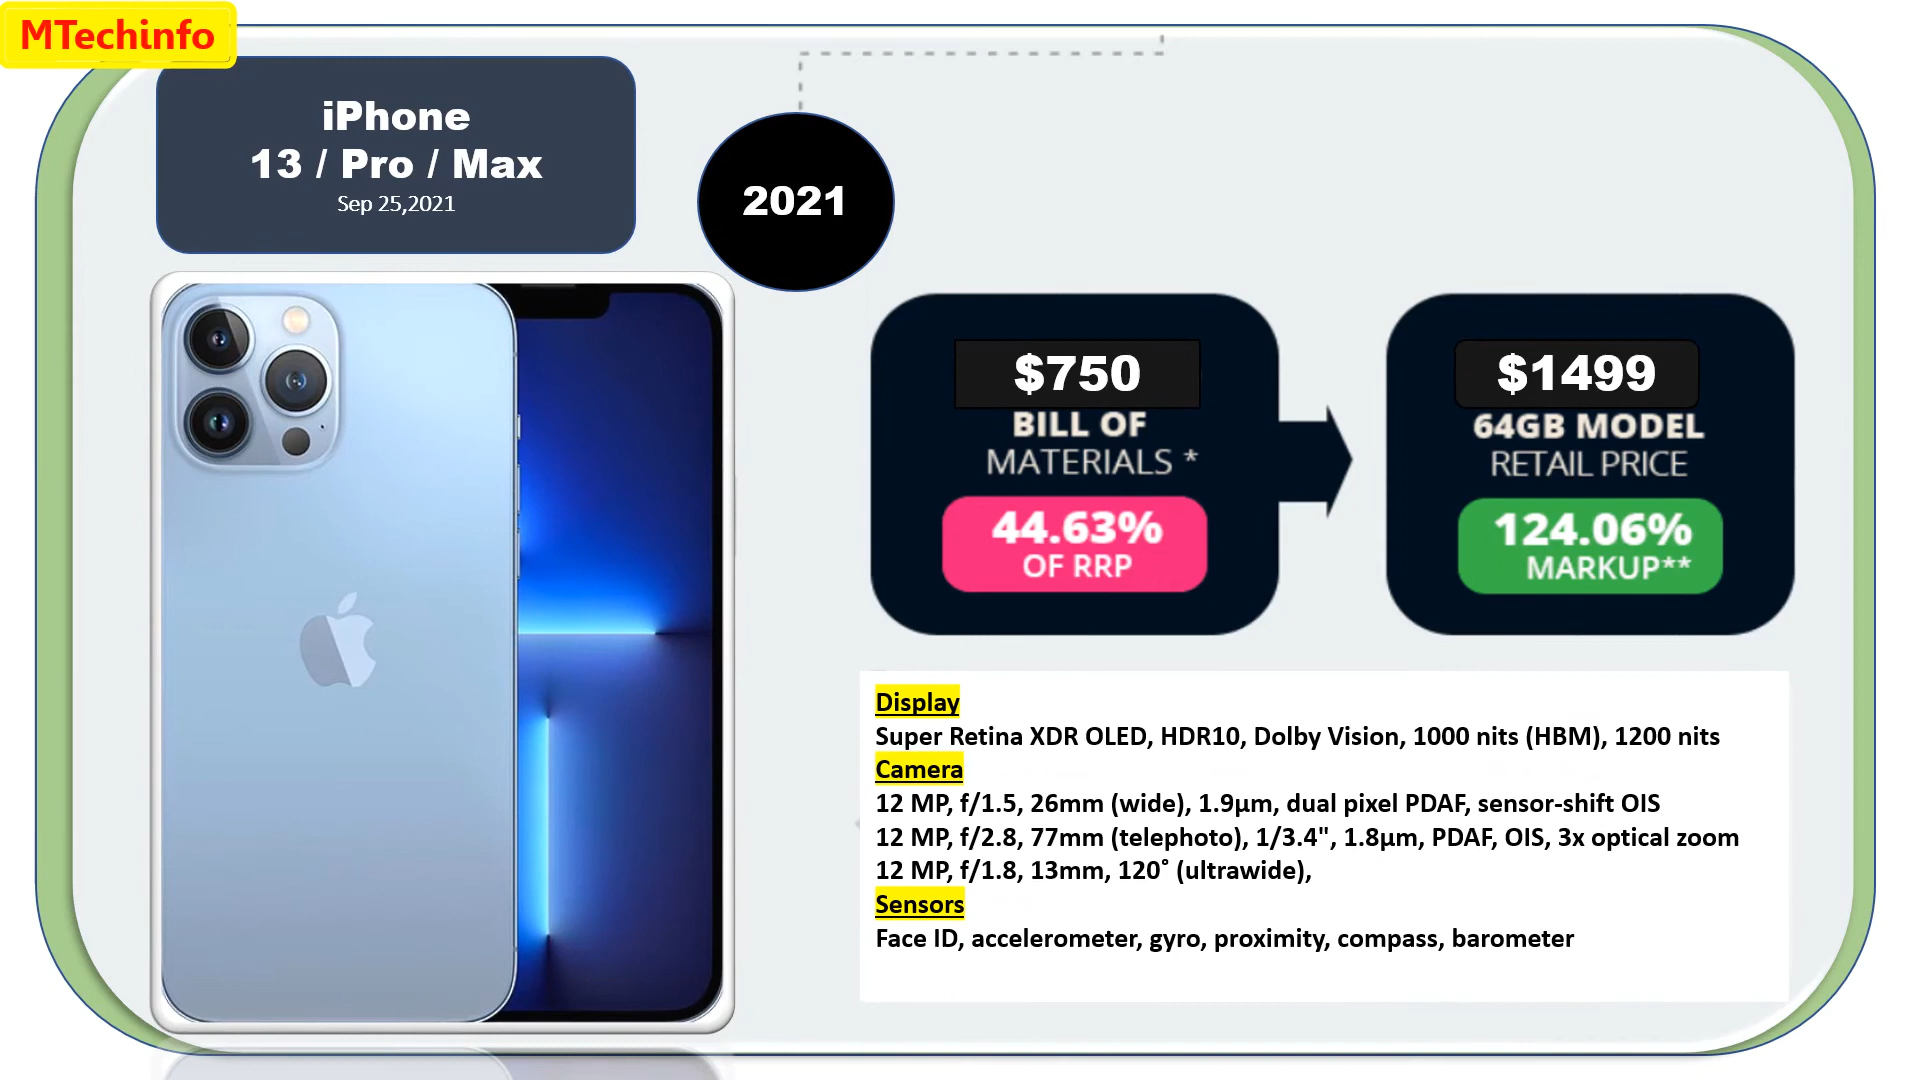 MTechinfo
iPhone
13 / Pro / Max
Sep 25,2021
2021
$750
BILL OF
MATERIALS *
44.63%
OF RRP
$1499
64GB MODEL
RETAIL PRICE
124.06%
MARKUP**
Display
Super Retina XDR OLED, HDR10, Dolby Vision, 1000 nits (HBM), 1200 nits
Camera
12 MP, f/1.5, 26mm (wide), 1.9µm, dual pixel PDAF, sensor-shift OIS
12 MP, f/2.8, 77mm (telephoto), 1/3.4", 1.8µm, PDAF, OIS, 3x optical zoom
12 MP, f/1.8, 13mm, 120˚ (ultrawide),
Sensors
Face ID, accelerometer, gyro, proximity, compass, barometer